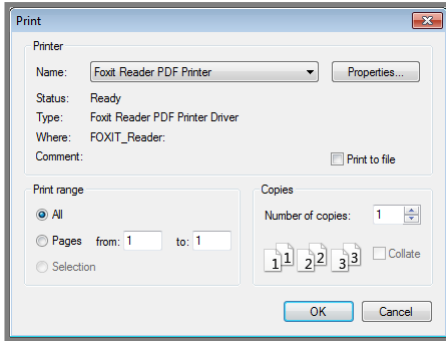 Print
Printer
Name: Foxit Reader PDF Printer Properties...
Status: Ready
Type: Foxit Reader PDF Printer Driver
Where: FOXIT_Reader:
Comment: Print to file
Print range Copies
All Number of copies: 1
Pages from: 1 to: 1
1 1 2 2 3 3 Collate
Selection
OK Cancel